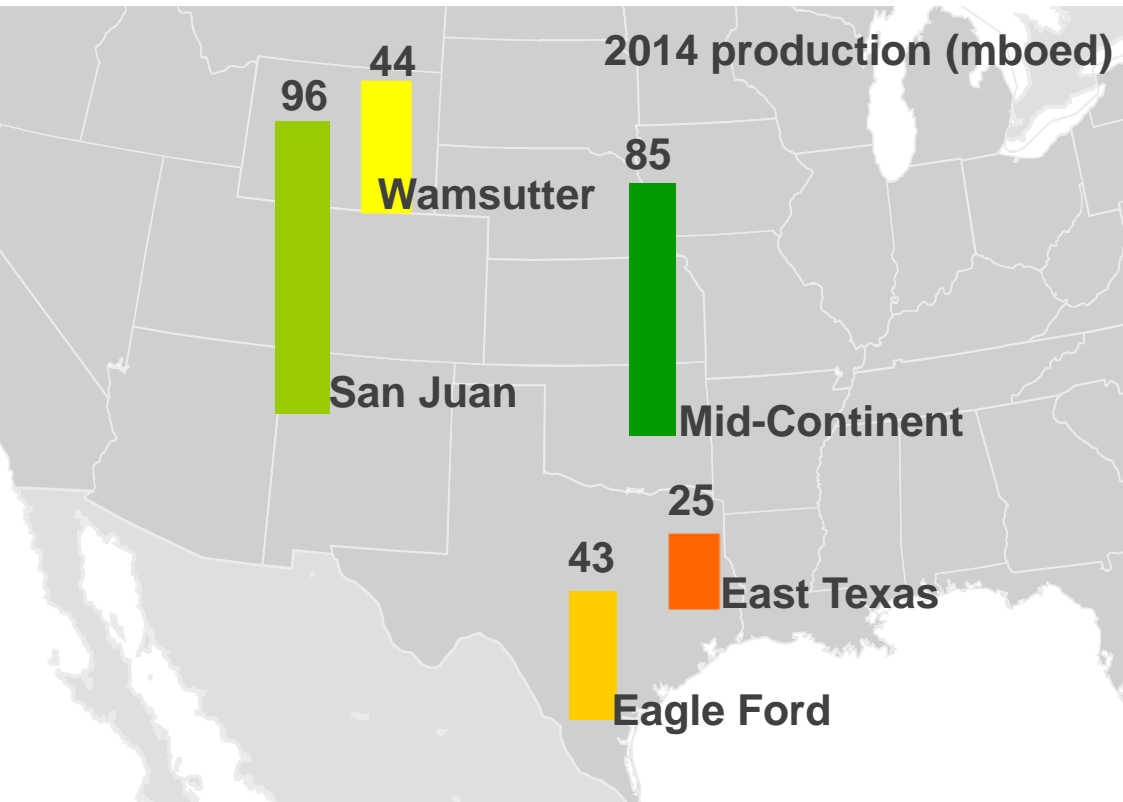 2014 production (mboed)
44
96
Wamsutter
85
San Juan
Mid-Continent
25
43
East Texas
Eagle Ford